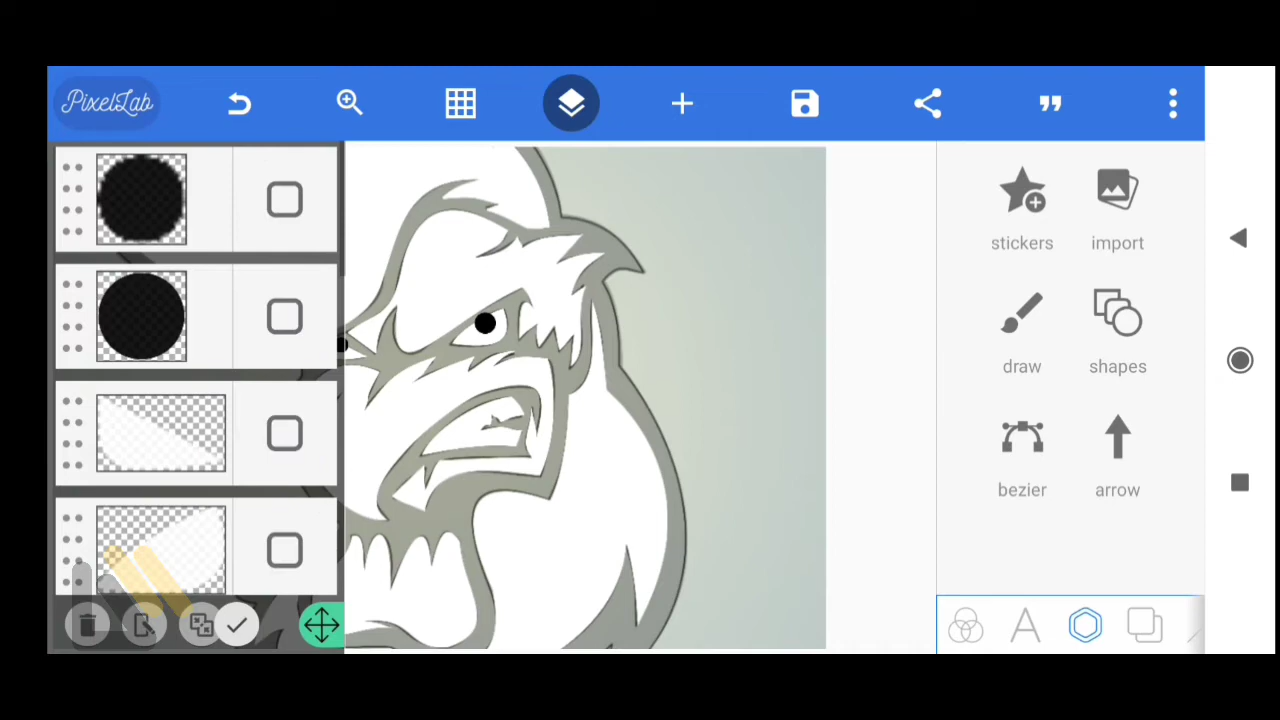 PixelLab
stickers
import
draw
shapes
bezier
arrow